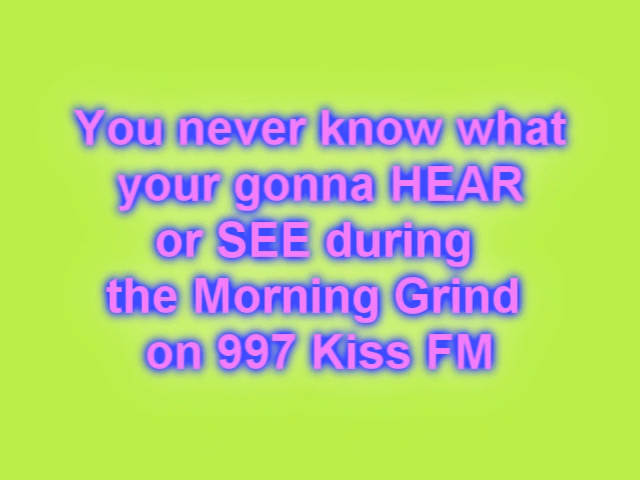 You never know what
your gonna HEAR
or SEE during
the Morning Grind
on 997 Kiss FM